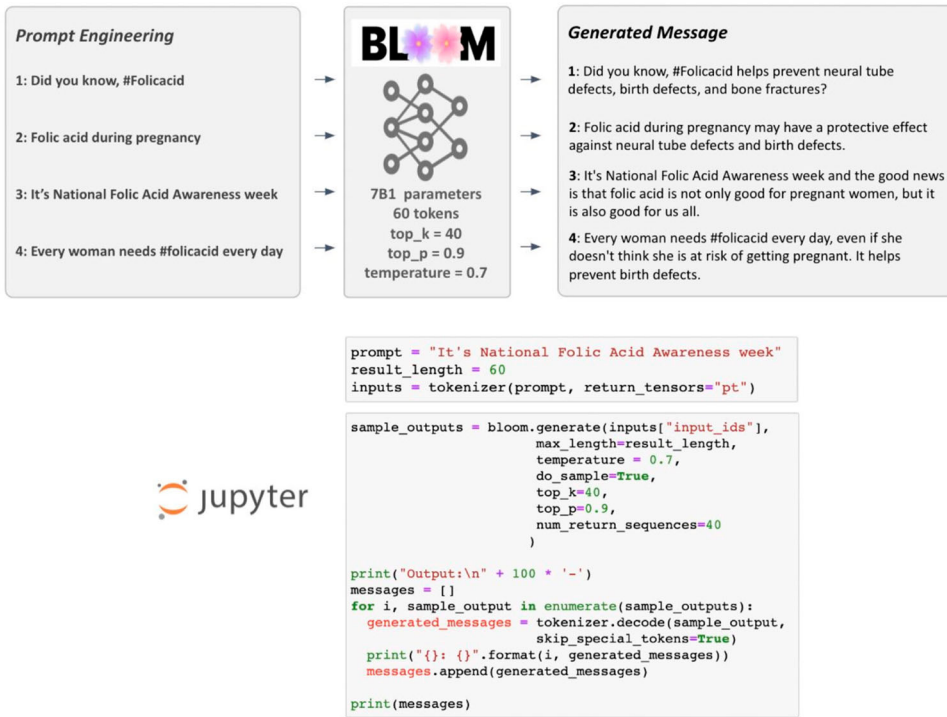 Prompt Engineering
1: Did you know, #Folicacid
2: Folic acid during pregnancy
3: It's National Folic Acid Awareness week
4: Every woman needs #folicacid every day
BLOOM
7B1 parameters
60 tokens
top_k = 40
top_p = 0.9
temperature = 0.7
Generated Message
1: Did you know, #Folicacid helps prevent neural tube
defects, birth defects, and bone fractures?
2: Folic acid during pregnancy may have a protective effect
against neural tube defects and birth defects.
3: It's National Folic Acid Awareness week and the good news
is that folic acid is not only good for pregnant women, but it
is also good for us all.
4: Every woman needs #folicacid every day, even if she
doesn't think she is at risk of getting pregnant. It helps
prevent birth defects.
jupyter
prompt = "It's National Folic Acid Awareness week"
result_length = 60
inputs = tokenizer(prompt, return_tensors="pt")
sample_outputs = bloom.generate(inputs["input_ids"],
max_length=result_length,
temperature = 0.7,
do_sample=True,
top_k=40,
top_p=0.9,
num_return_sequences=40
)
print("Output:\n" + 100 * '-')
messages = []
for i, sample_output in enumerate(sample_outputs):
generated_messages = tokenizer.decode(sample_output,
skip_special_tokens=True)
print("{}: {}".format(i, generated_messages))
messages.append(generated_messages)
print(messages)